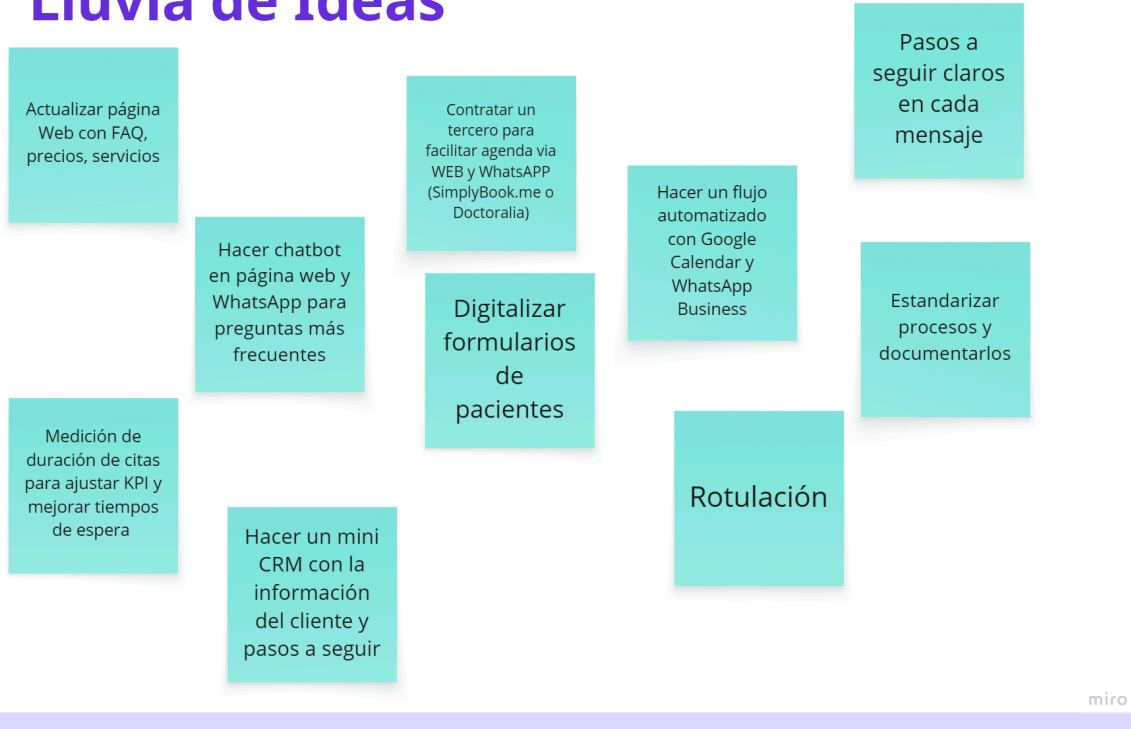 Lluvia de Ideas
Actualizar página
Web con FAQ,
precios, servicios
Hacer chatbot
en página web y
WhatsApp para
preguntas más
frecuentes
Contratar un
tercero para
facilitar agenda via
WEB y WhatsAPP
(SimplyBook.me o
Doctoralia)
Digitalizar
formularios
de
pacientes
Hacer un flujo
automatizado
con Google
Calendar y
WhatsApp
Business
Pasos a
seguir claros
en cada
mensaje
Estandarizar
procesos y
documentarlos
Medición de
duración de citas
para ajustar KPI y
mejorar tiempos
de espera
Hacer un mini
CRM con la
información
del cliente y
pasos a seguir
Rotulación
miro